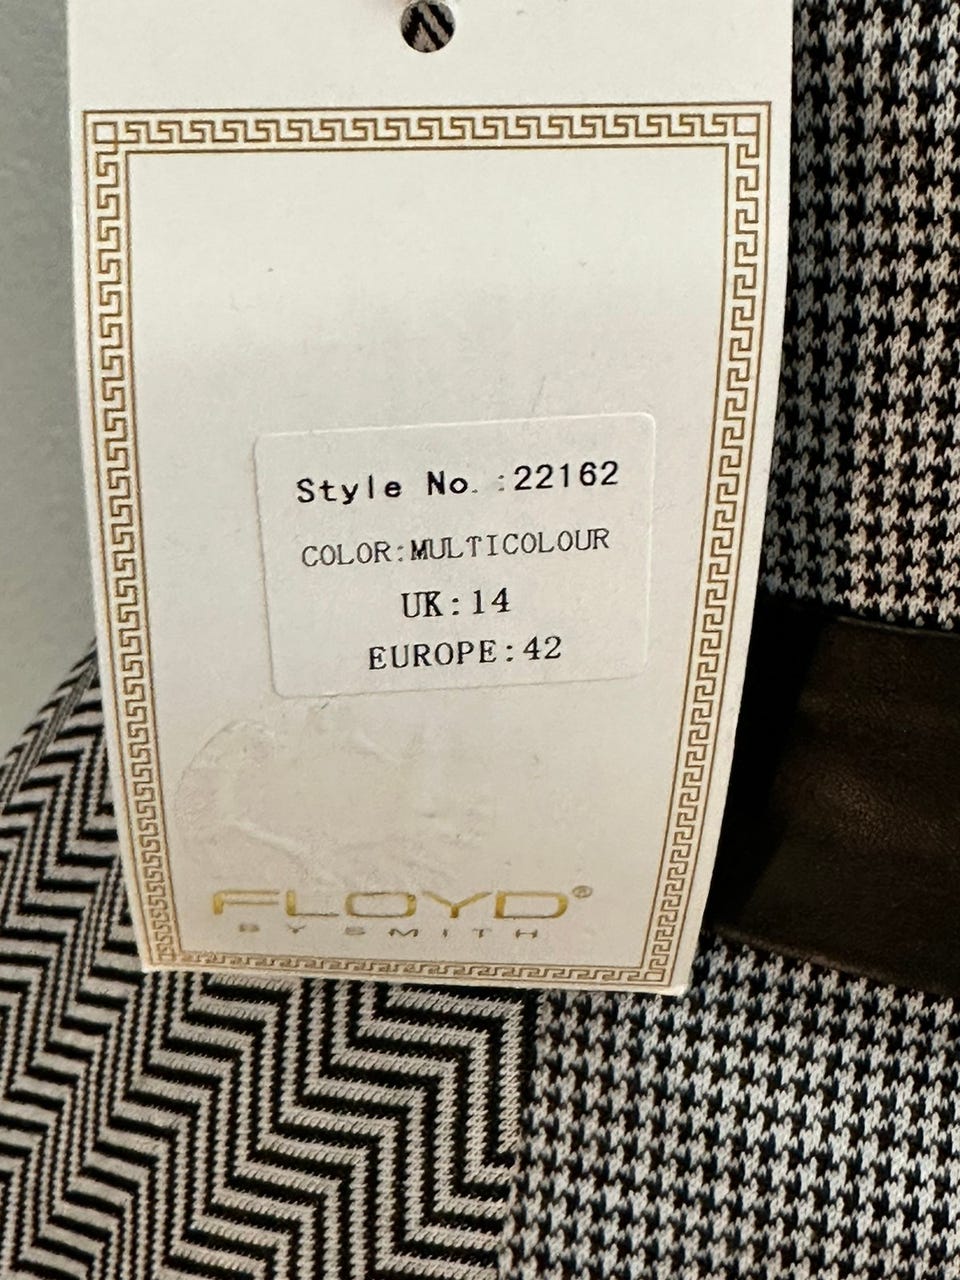 Style No. :22162
COLOR:MULTICOLOUR
UK:14
EUROPE:42
FLOYD®
BY SMITH